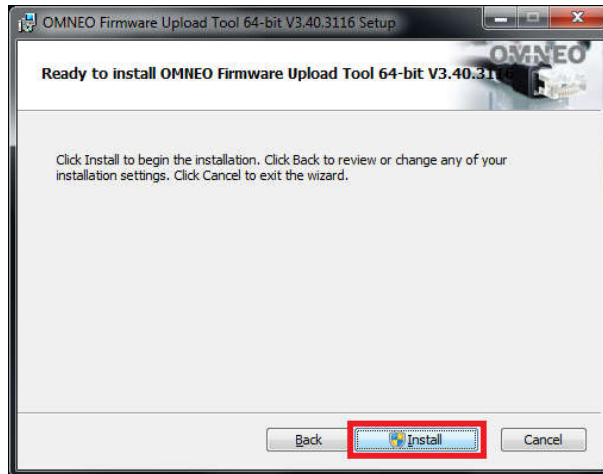 OMNEO Firmware Upload Tool 64-bit V3.40.3116 Setup
OMNEO
Ready to install OMNEO Firmware Upload Tool 64-bit V3.40.3116
Click Install to begin the installation. Click Back to review or change any of your
installation settings. Click Cancel to exit the wizard.
Back Install Cancel